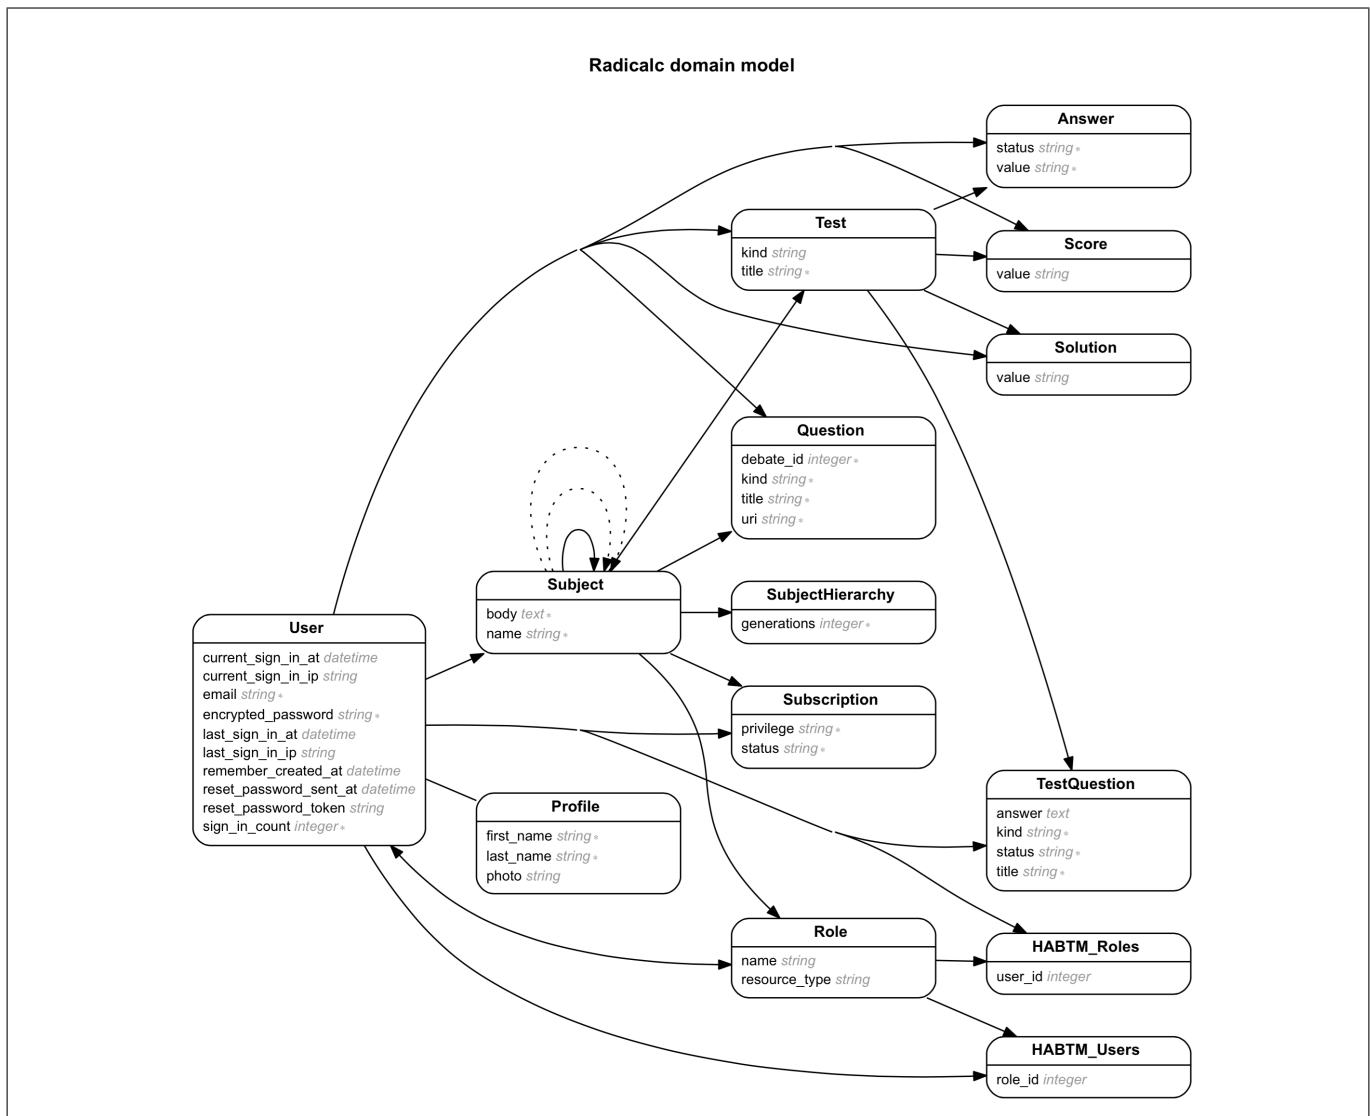 Radicalc domain model
Answer
status string *
value string *
Test
kind string
title string *
Score
value string
Solution
value string
Question
debate_id integer *
kind string *
title string *
uri string *
Subject
body text *
name string *
SubjectHierarchy
generations integer *
User
current_sign_in_at datetime
current_sign_in_ip string
email string *
encrypted_password string *
last_sign_in_at datetime
last_sign_in_ip string
remember_created_at datetime
reset_password_sent_at datetime
reset_password_token string
sign_in_count integer *
Subscription
privilege string *
status string *
Profile
first_name string *
last_name string *
photo string
TestQuestion
answer text
kind string *
status string *
title string *
Role
name string
resource_type string
HABTM_Roles
user_id integer
HABTM_Users
role_id integer